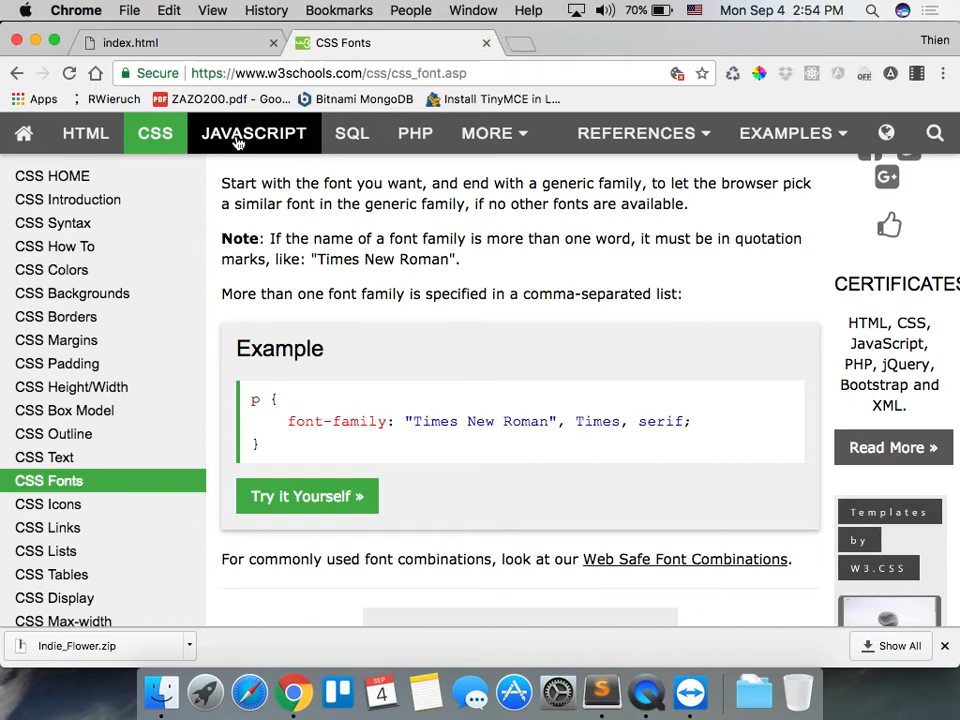 Chrome File Edit View History Bookmarks People Window Help 70% Mon Sep 4 2:54 PM
index.html CSS Fonts Thien
Secure https://www.w3schools.com/css/css_font.asp OFF
Apps RWieruch ZAZO200.pdf - Goo... Bitnami MongoDB Install TinyMCE in L...
HTML CSS JAVASCRIPT SQL PHP MORE REFERENCES EXAMPLES
CSS HOME
CSS Introduction
CSS Syntax
CSS How To
CSS Colors
CSS Backgrounds
CSS Borders
CSS Margins
CSS Padding
CSS Height/Width
CSS Box Model
CSS Outline
CSS Text
CSS Fonts
CSS Icons
CSS Links
CSS Lists
CSS Tables
CSS Display
CSS Max-width
Start with the font you want, and end with a generic family, to let the browser pick
a similar font in the generic family, if no other fonts are available.
Note: If the name of a font family is more than one word, it must be in quotation
marks, like: "Times New Roman".
More than one font family is specified in a comma-separated list:
Example
p {
font-family: "Times New Roman", Times, serif;
}
Try it Yourself »
For commonly used font combinations, look at our Web Safe Font Combinations.
G+
CERTIFICATES
HTML, CSS,
JavaScript,
PHP, jQuery,
Bootstrap and
XML.
Read More »
Templates
by
W3.CSS
Indie_Flower.zip Show All
SEP
4